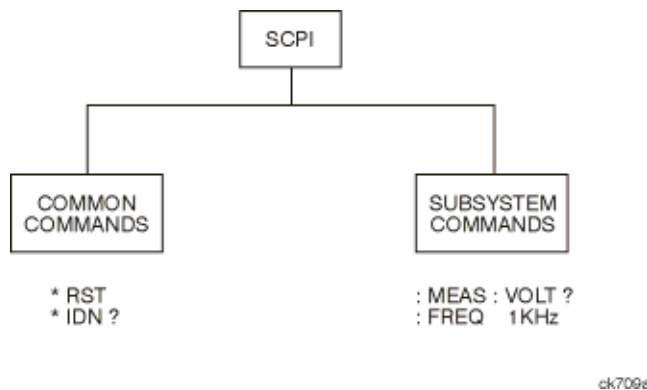 SCPI
COMMON
COMMANDS
SUBSYSTEM
COMMANDS
* RST
* IDN ?
: MEAS : VOLT ?
: FREQ 1KHz
ck709a